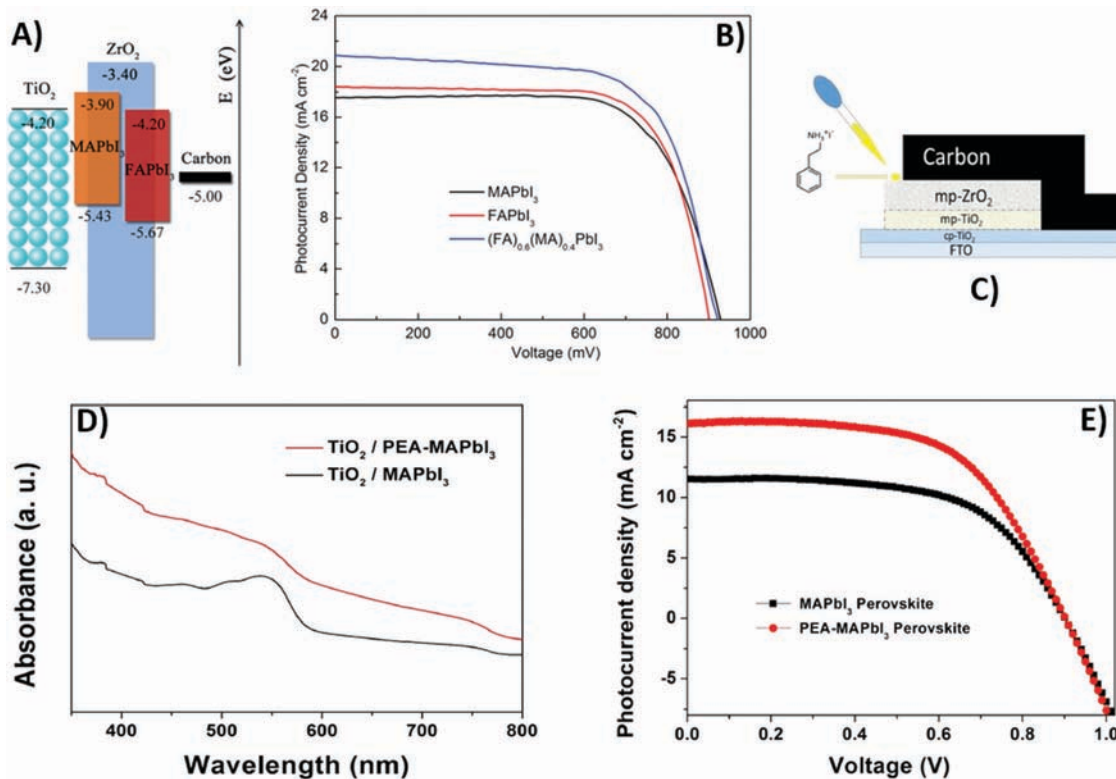 A)
ZrO₂
-3.40
TiO₂
-4.20
-3.90
MAPbI₃
-5.43
-4.20
FAPbI₃
-5.67
Carbon
-5.00
-7.30
E (eV)
B)
Photocurrent Density (mA cm⁻²)
24
20
16
12
8
4
0
MAPbI₃
FAPbI₃
(FA)₀.₆(MA)₀.₄PbI₃
0 200 400 600 800 1000
Voltage (mV)
NH₃⁺I⁻
Carbon
mp-ZrO₂
mp-TiO₂
cp-TiO₂
FTO
C)
D)
TiO₂ / PEA-MAPbI₃
TiO₂ / MAPbI₃
Absorbance (a. u.)
400 500 600 700 800
Wavelength (nm)
E)
Photocurrent density (mA cm⁻²)
15
10
5
0
-5
MAPbI₃ Perovskite
PEA-MAPbI₃ Perovskite
0.0 0.2 0.4 0.6 0.8 1.0
Voltage (V)